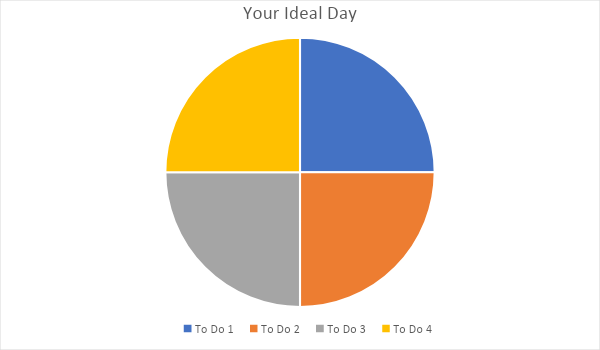 Your Ideal Day
To Do 1 To Do 2 To Do 3 To Do 4